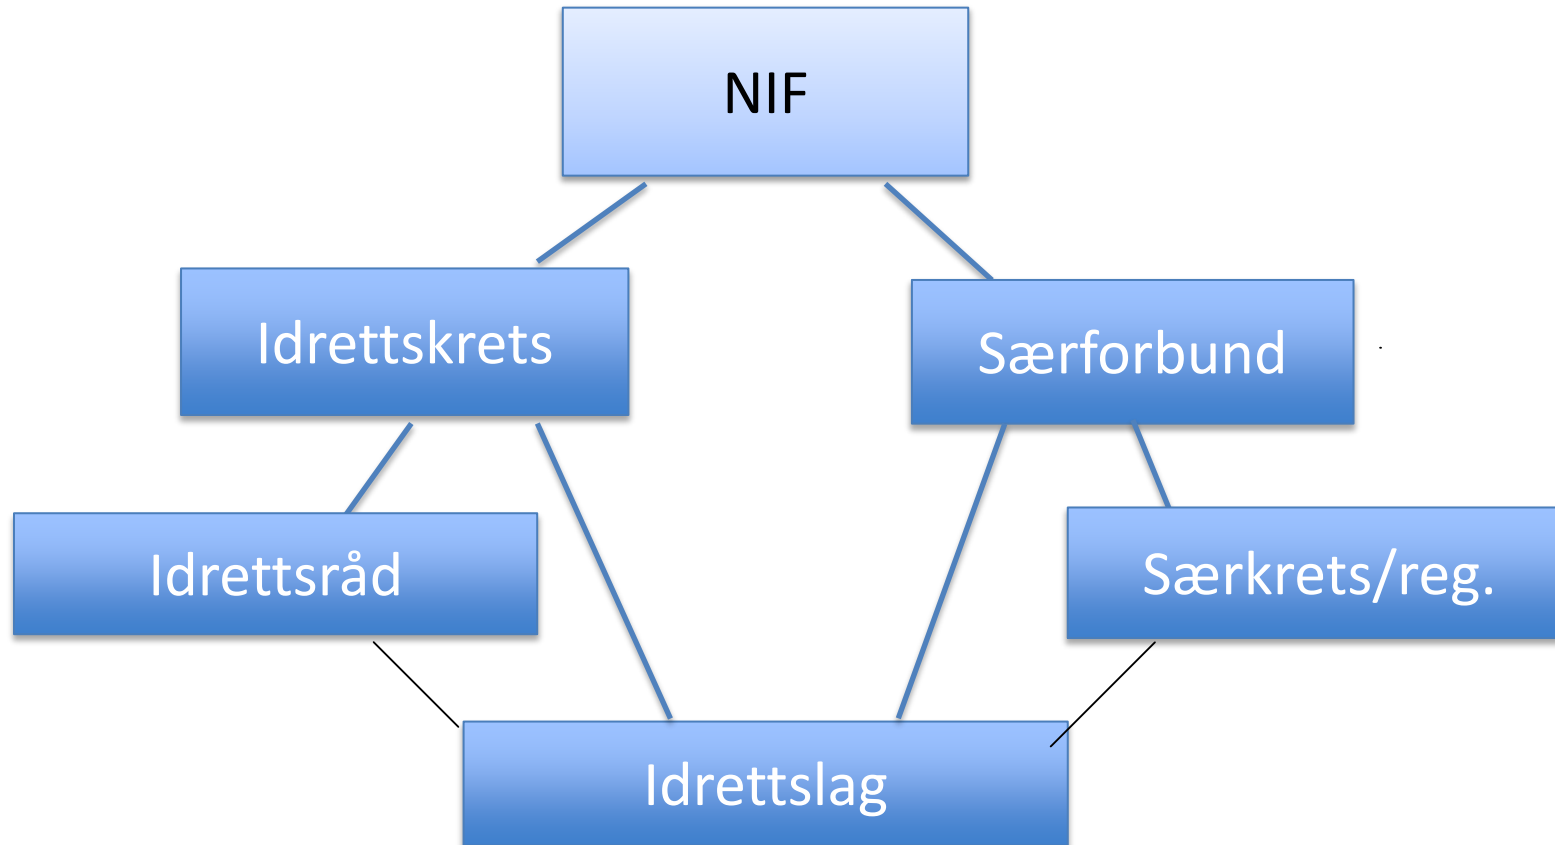 NIF
Idrettskrets
Særforbund
Idrettsråd
Særkrets/reg.
Idrettslag